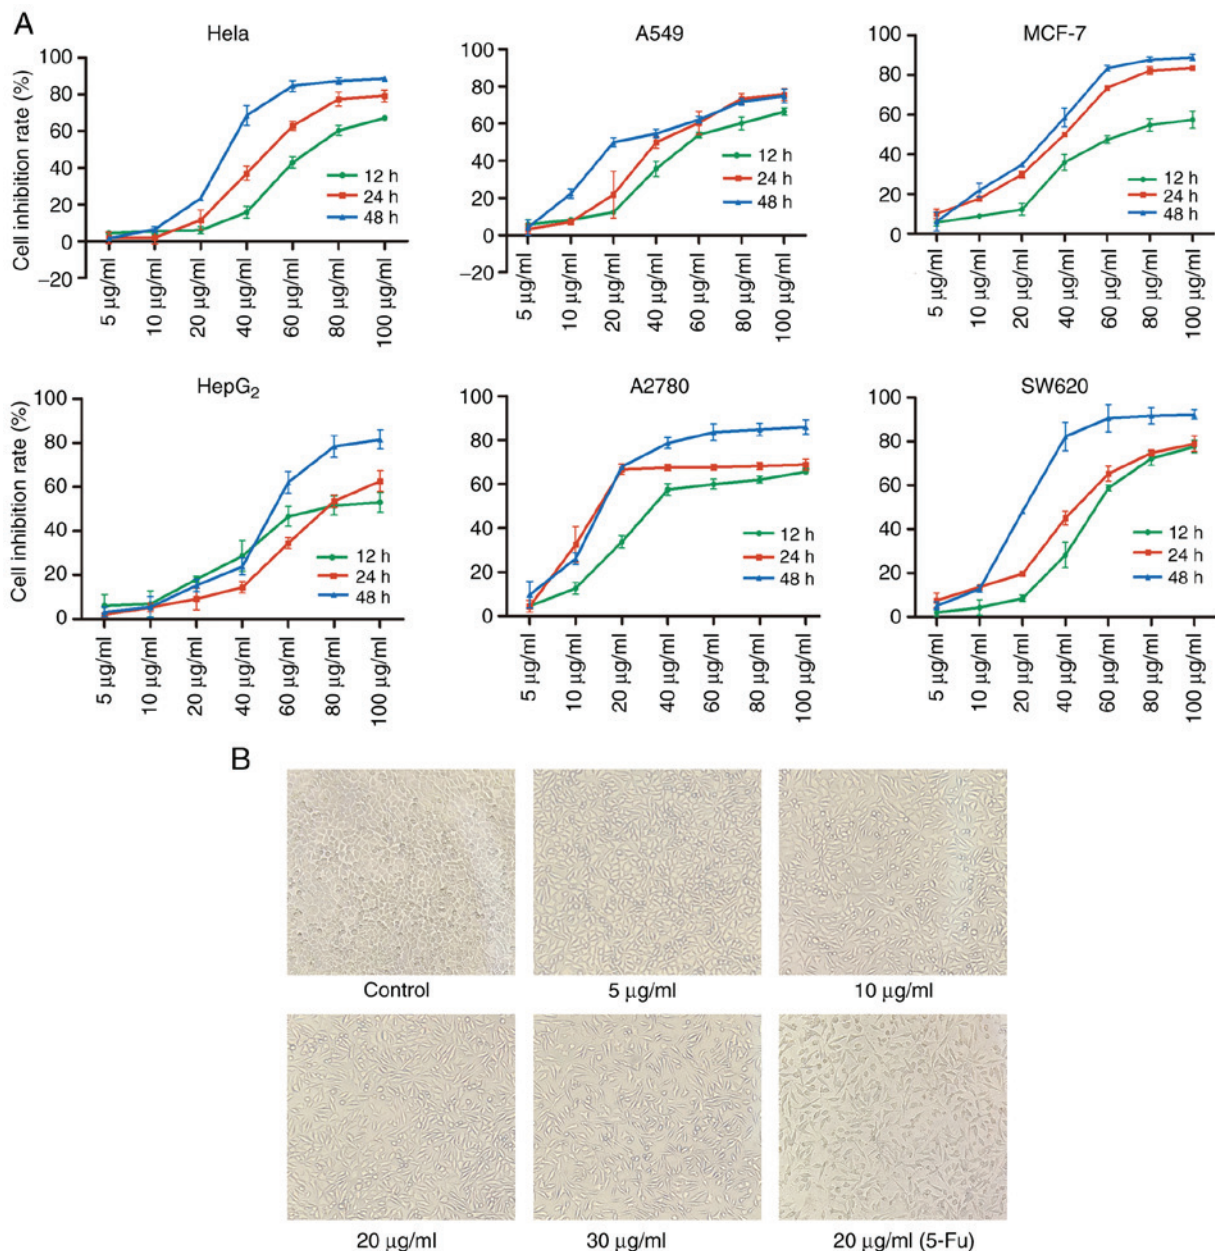 A
Hela
Cell inhibition rate (%)
100
80
60
40
20
0
−20
12 h
24 h
48 h
5 μg/ml
10 μg/ml
20 μg/ml
40 μg/ml
60 μg/ml
80 μg/ml
100 μg/ml
A549
100
80
60
40
20
0
−20
12 h
24 h
48 h
5 μg/ml
10 μg/ml
20 μg/ml
40 μg/ml
60 μg/ml
80 μg/ml
100 μg/ml
MCF-7
100
80
60
40
20
0
12 h
24 h
48 h
5 μg/ml
10 μg/ml
20 μg/ml
40 μg/ml
60 μg/ml
80 μg/ml
100 μg/ml
HepG2
Cell inhibition rate (%)
100
80
60
40
20
0
12 h
24 h
48 h
5 μg/ml
10 μg/ml
20 μg/ml
40 μg/ml
60 μg/ml
80 μg/ml
100 μg/ml
A2780
100
80
60
40
20
0
12 h
24 h
48 h
5 μg/ml
10 μg/ml
20 μg/ml
40 μg/ml
60 μg/ml
80 μg/ml
100 μg/ml
SW620
100
80
60
40
20
0
12 h
24 h
48 h
5 μg/ml
10 μg/ml
20 μg/ml
40 μg/ml
60 μg/ml
80 μg/ml
100 μg/ml
B
Control
5 μg/ml
10 μg/ml
20 μg/ml
30 μg/ml
20 μg/ml (5-Fu)